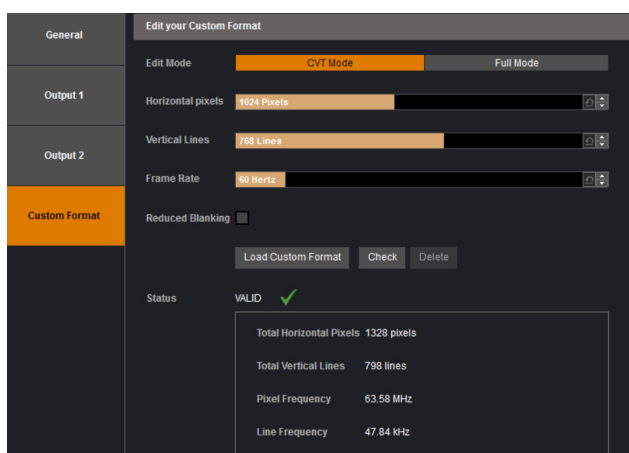 General
Output 1
Output 2
Custom Format
Edit your Custom Format
Edit Mode CVT Mode Full Mode
Horizontal pixels 1024 Pixels
Vertical Lines 768 Lines
Frame Rate 60 Hertz
Reduced Blanking
Load Custom Format Check Delete
Status VALID
Total Horizontal Pixels 1328 pixels
Total Vertical Lines 798 lines
Pixel Frequency 63.58 MHz
Line Frequency 47.84 kHz